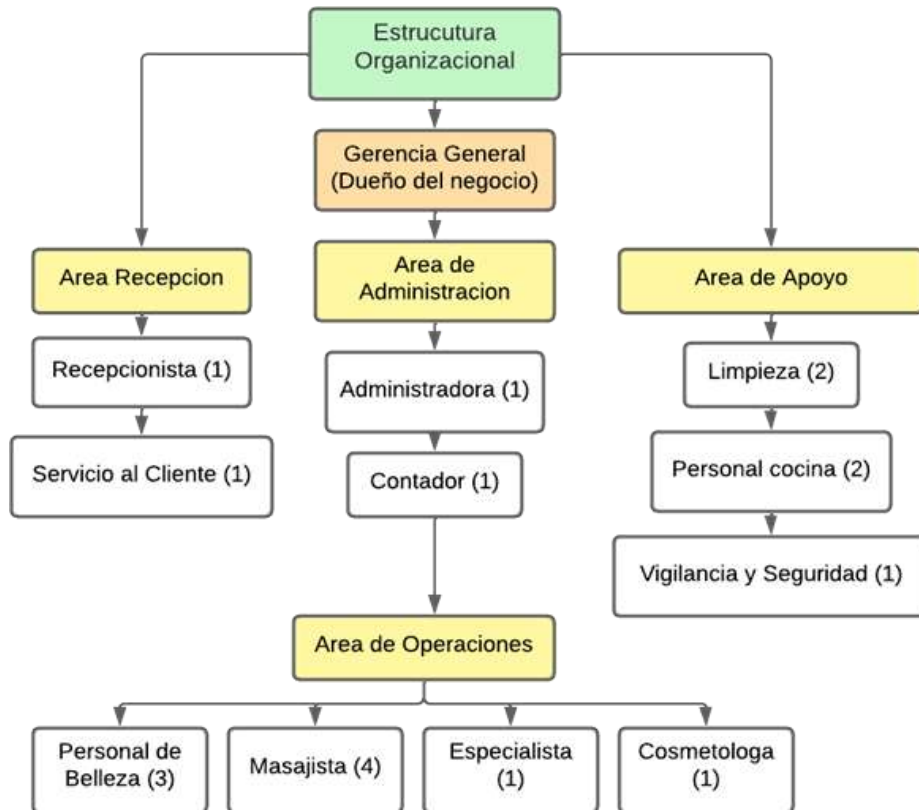 Estrucutura
Organizacional
Gerencia General
(Dueño del negocio)
Area Recepcion
Area de
Administracion
Area de Apoyo
Recepcionista (1)
Administradora (1)
Limpieza (2)
Servicio al Cliente (1)
Contador (1)
Personal cocina (2)
Vigilancia y Seguridad (1)
Area de Operaciones
Personal de
Belleza (3)
Masajista (4)
Especialista
(1)
Cosmetologa
(1)